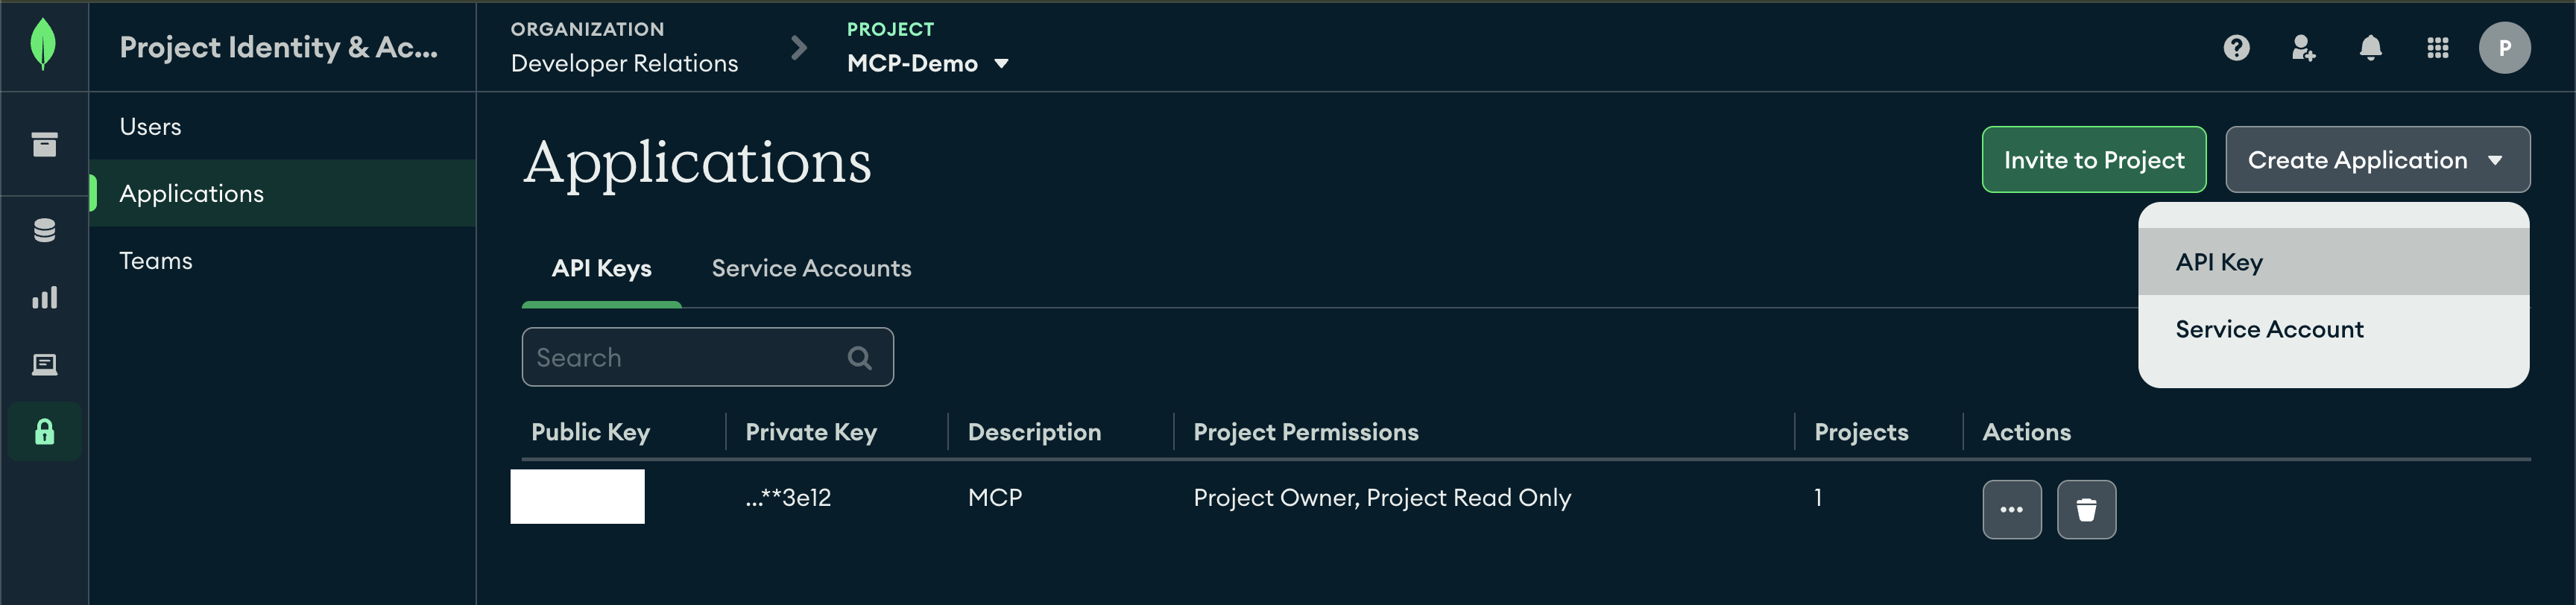 Project Identity & Ac...
ORGANIZATION
Developer Relations
PROJECT
MCP-Demo
P
Users
Applications
Teams
Applications
Invite to Project
Create Application
API Key
Service Account
API Keys
Service Accounts
Search
Public Key Private Key Description Project Permissions Projects Actions
...**3e12 MCP Project Owner, Project Read Only 1